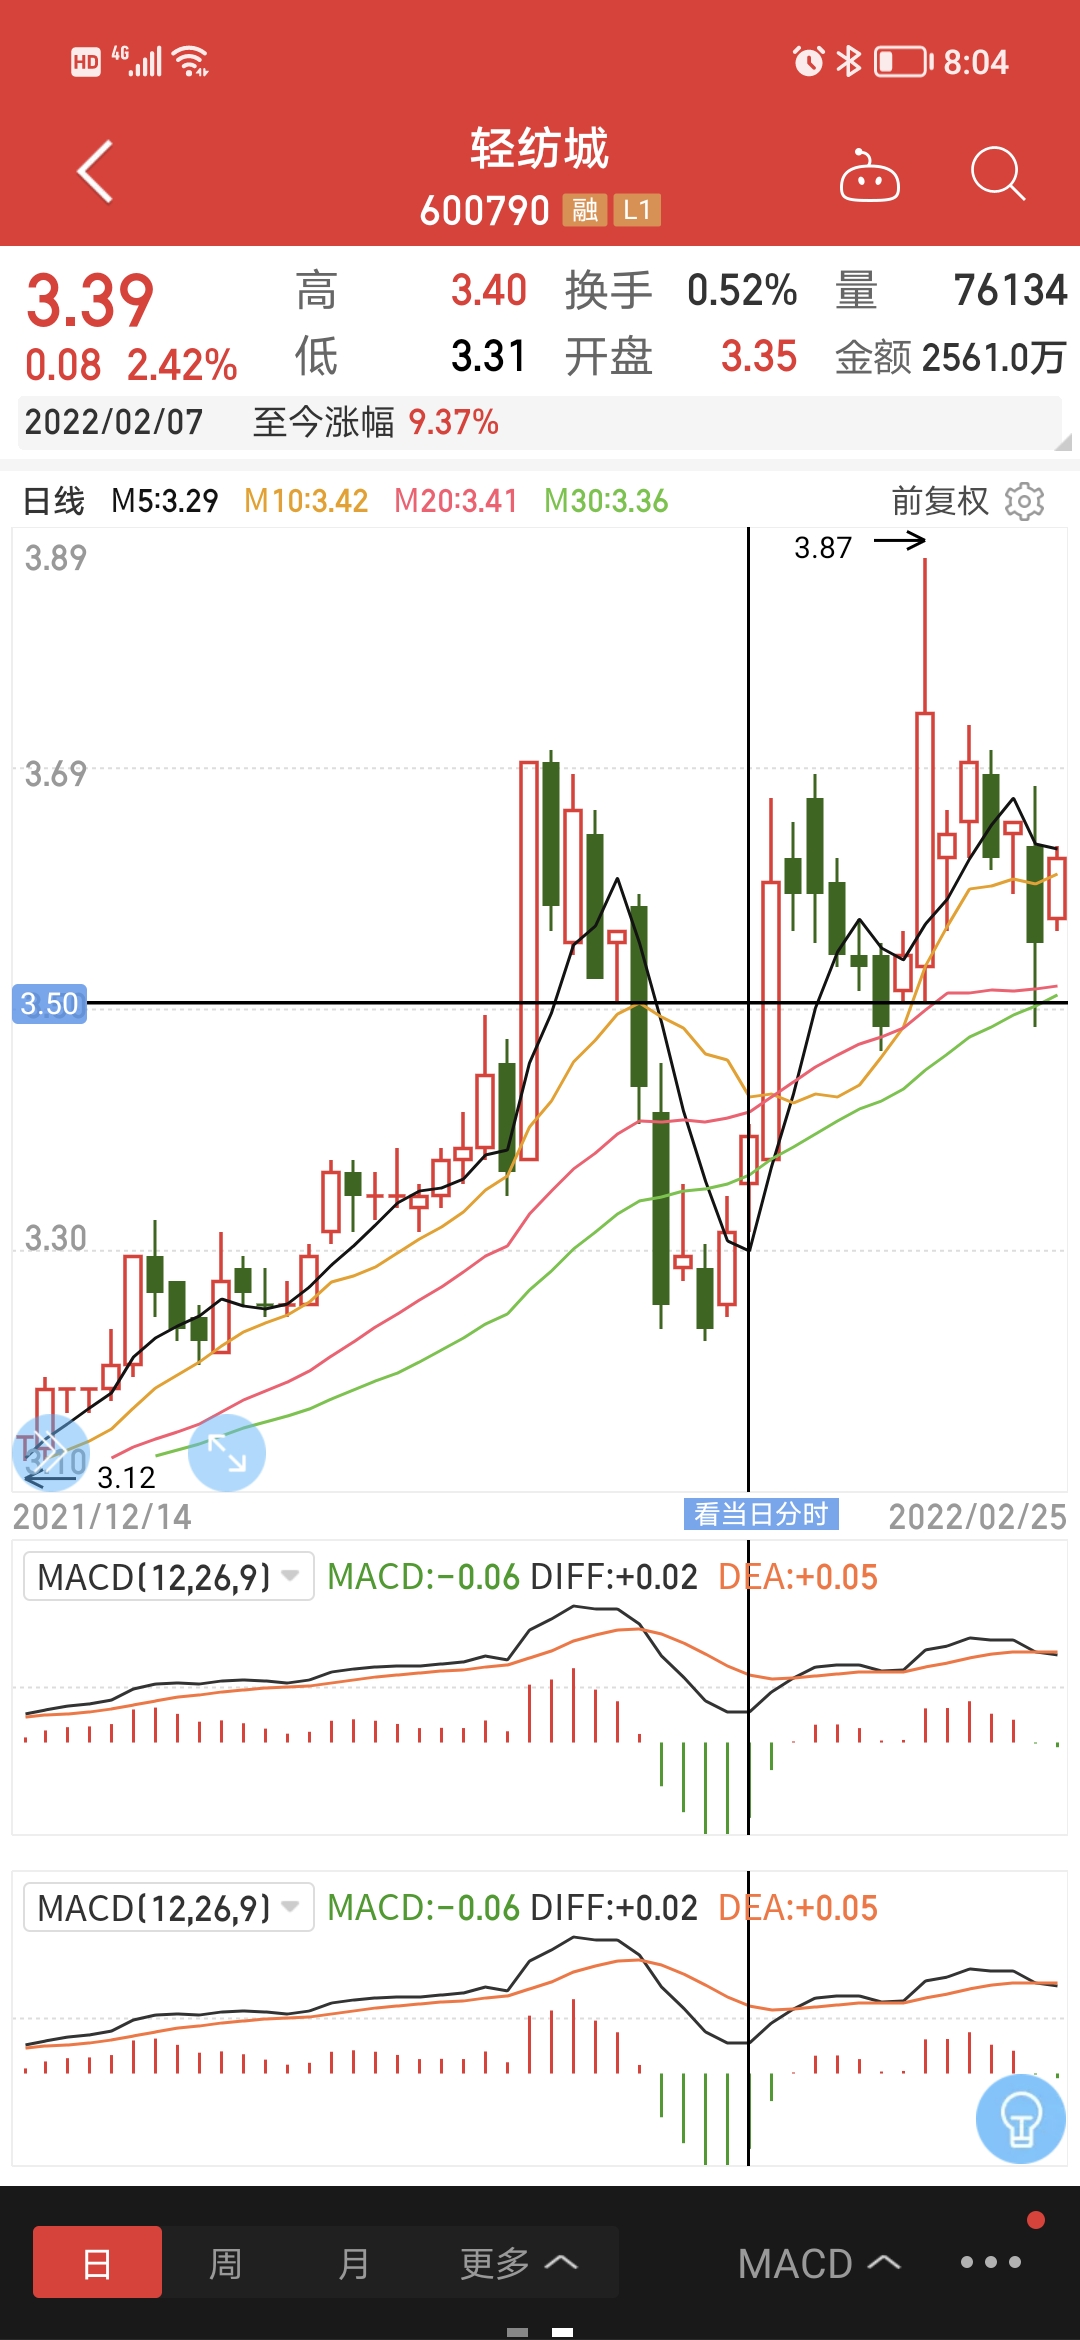 HD 4G 8:04
轻纺城
600790 融 L1
3.39 高 3.40 换手 0.52% 量 76134
0.08 2.42% 低 3.31 开盘 3.35 金额 2561.0万
2022/02/07 至今涨幅 9.37%
日线 M5:3.29 M10:3.42 M20:3.41 M30:3.36 前复权
3.89
3.87
3.69
3.50
3.30
3.10
3.12
2021/12/14 看当日分时 2022/02/25
MACD(12,26,9) MACD:-0.06 DIFF:+0.02 DEA:+0.05
MACD(12,26,9) MACD:-0.06 DIFF:+0.02 DEA:+0.05
日 周 月 更多 MACD